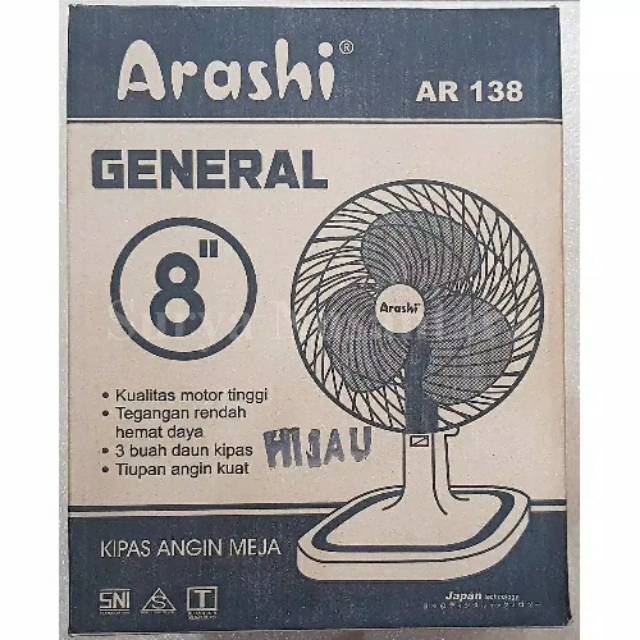 Arashi®
AR 138
GENERAL
8"
Arashi
• Kualitas motor tinggi
• Tegangan rendah
hemat daya
• 3 buah daun kipas
• Tiupan angin kuat
HIJAU
KIPAS ANGIN MEJA
SNI
S
T
Japan technology